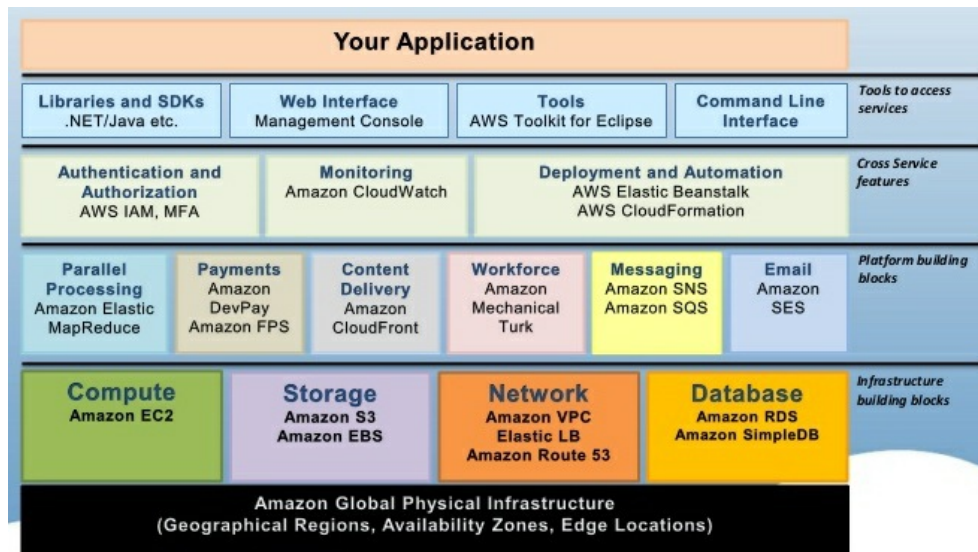 Your Application
Libraries and SDKs
.NET/Java etc.
Web Interface
Management Console
Tools
AWS Toolkit for Eclipse
Command Line
Interface
Tools to access
services
Authentication and
Authorization
AWS IAM, MFA
Monitoring
Amazon CloudWatch
Deployment and Automation
AWS Elastic Beanstalk
AWS CloudFormation
Cross Service
features
Parallel
Processing
Amazon Elastic
MapReduce
Payments
Amazon
DevPay
Amazon FPS
Content
Delivery
Amazon
CloudFront
Workforce
Amazon
Mechanical
Turk
Messaging
Amazon SNS
Amazon SQS
Email
Amazon
SES
Platform building
blocks
Compute
Amazon EC2
Storage
Amazon S3
Amazon EBS
Network
Amazon VPC
Elastic LB
Amazon Route 53
Database
Amazon RDS
Amazon SimpleDB
Infrastructure
building blocks
Amazon Global Physical Infrastructure
(Geographical Regions, Availability Zones, Edge Locations)